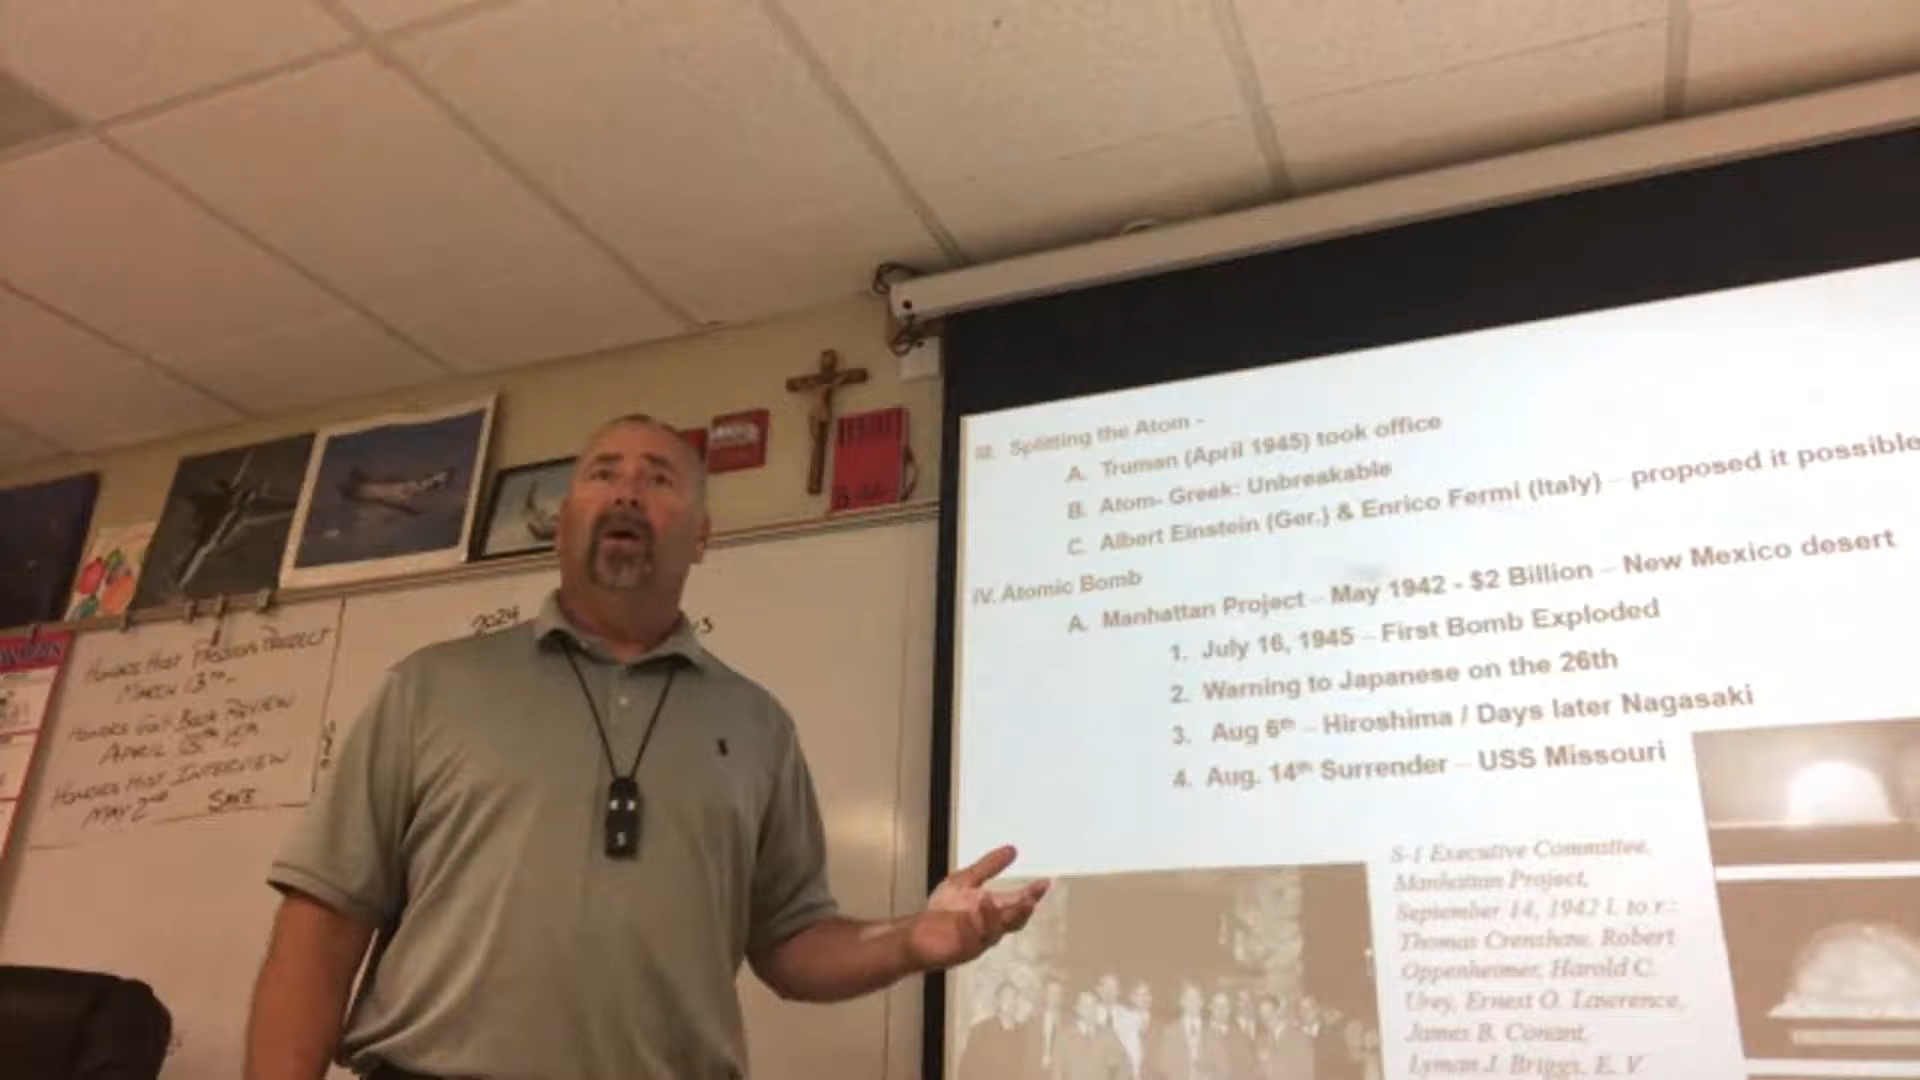 III. Splitting the Atom -
A. Truman (April 1945) took office
B. Atom- Greek: Unbreakable
C. Albert Einstein (Ger.) & Enrico Fermi (Italy) – proposed it possible
IV. Atomic Bomb
A. Manhattan Project – May 1942 - $2 Billion – New Mexico desert
1. July 16, 1945 – First Bomb Exploded
2. Warning to Japanese on the 26th
3. Aug 6th – Hiroshima / Days later Nagasaki
4. Aug. 14th Surrender – USS Missouri
S-1 Executive Committee,
Manhattan Project,
September 14, 1942 l. to r.:
Thomas Crenshaw, Robert
Oppenheimer, Harold C.
Urey, Ernest O. Lawrence,
James B. Conant,
Lyman J. Briggs, E. V.
2024
HONORS HIST PASSION PROJECT
MARCH 13TH
HONORS BOOK REVIEW
APRIL 15TH
HONORS HIST INTERVIEW
MAY 2ND SAVE
SAVE